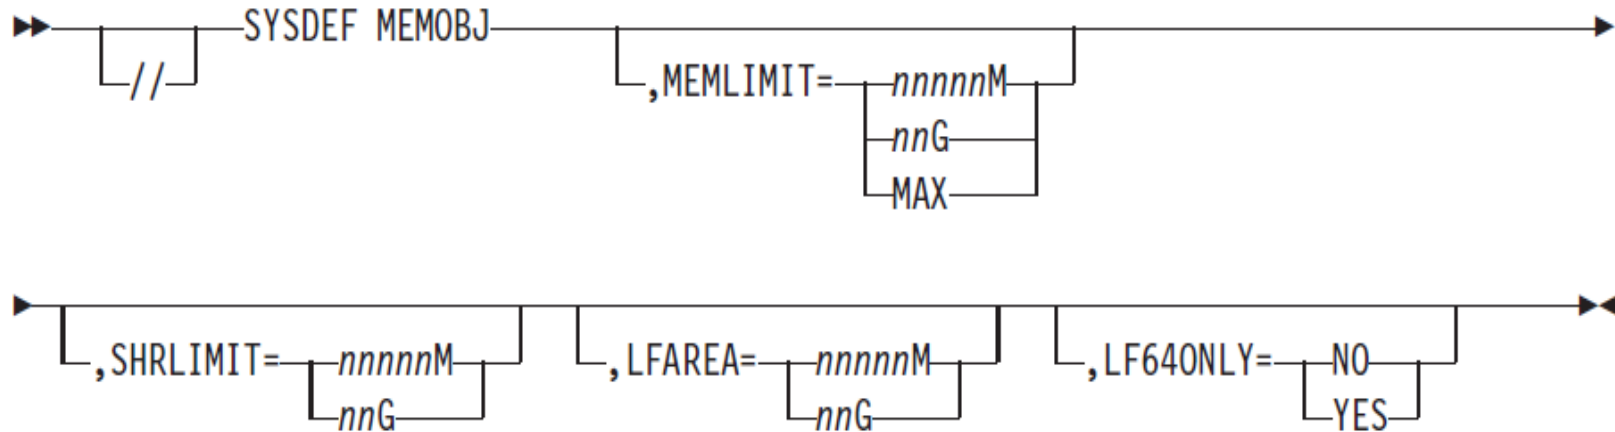 SYSDEF MEMOBJ
//
,MEMLIMIT= nnnnnM
nnG
MAX
,SHRLIMIT= nnnnnM ,LFAREA= nnnnnM ,LF64ONLY= NO
nnG nnG YES